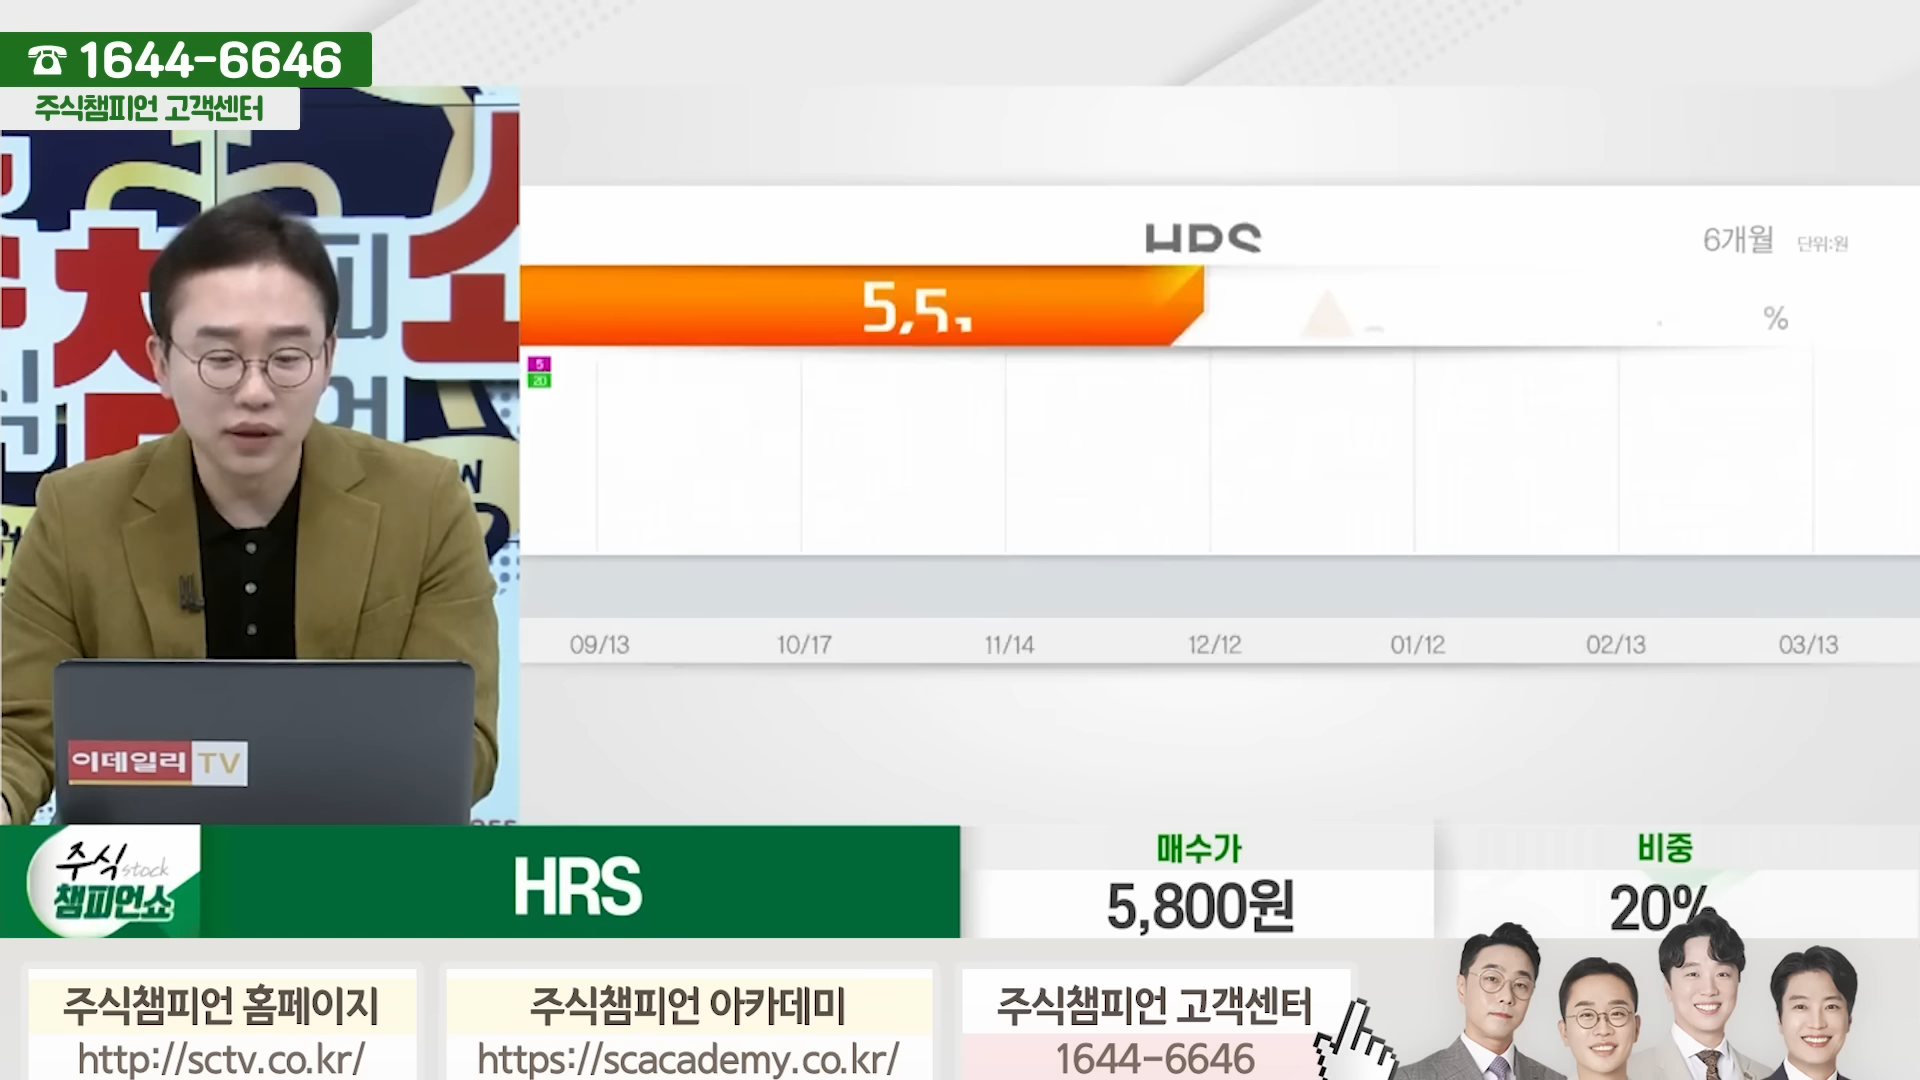 ☎ 1644-6646
주식챔피언 고객센터
HRS
6개월 단위:원
%
5
20
09/13 10/17 11/14 12/12 01/12 02/13 03/13
이데일리 TV
주식 stock
챔피언쇼
HRS
매수가
5,800원
비중
20%
주식챔피언 홈페이지
http://sctv.co.kr/
주식챔피언 아카데미
https://scacademy.co.kr/
주식챔피언 고객센터
1644-6646